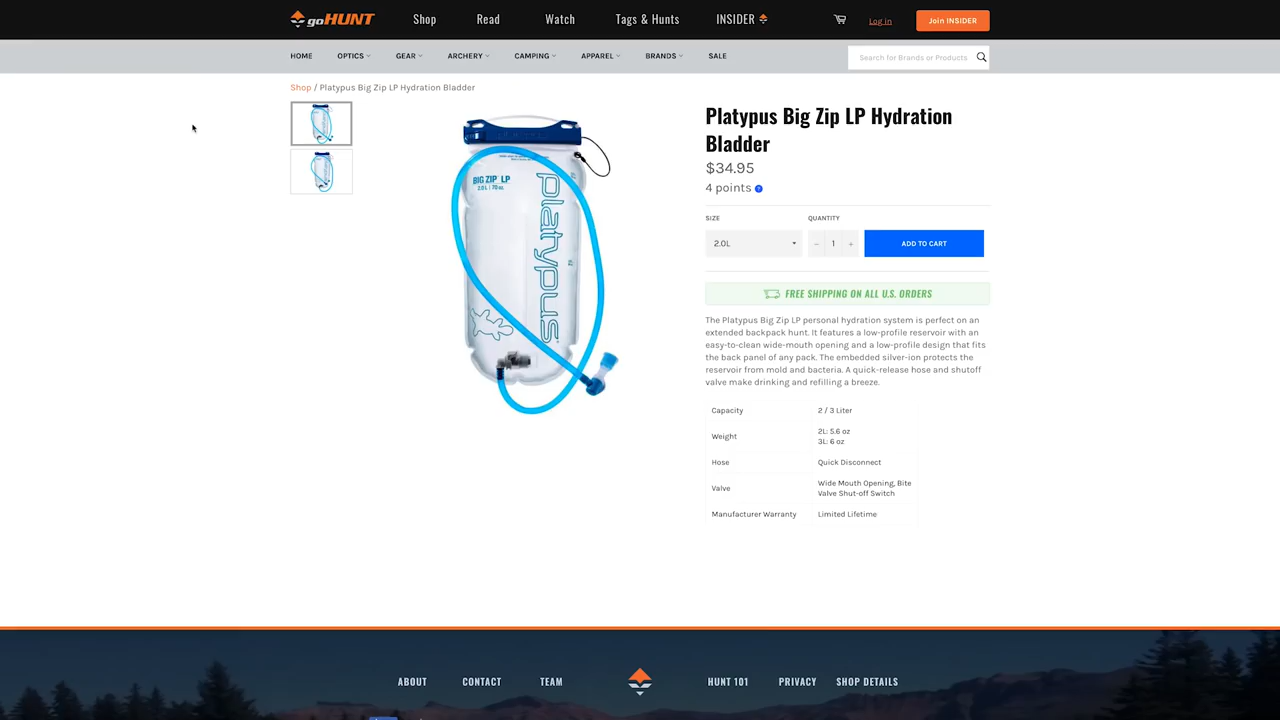 goHUNT
Shop
Read
Watch
Tags & Hunts
INSIDER
Log in
Join INSIDER
HOME
OPTICS
GEAR
ARCHERY
CAMPING
APPAREL
BRANDS
SALE
Search for Brands or Products
Shop / Platypus Big Zip LP Hydration Bladder
BIG ZIP LP
2.0L | 70 oz.
platypus
Platypus Big Zip LP Hydration
Bladder
$34.95
4 points ?
SIZE
QUANTITY
2.0L
− 1 +
ADD TO CART
FREE SHIPPING ON ALL U.S. ORDERS
The Platypus Big Zip LP personal hydration system is perfect on an
extended backpack hunt. It features a low-profile reservoir with an
easy-to-clean wide-mouth opening and a low-profile design that fits
the back panel of any pack. The embedded silver-ion protects the
reservoir from mold and bacteria. A quick-release hose and shutoff
valve make drinking and refilling a breeze.
Capacity
2 / 3 Liter
Weight
2L: 5.6 oz
3L: 6 oz
Hose
Quick Disconnect
Valve
Wide Mouth Opening, Bite
Valve Shut-off Switch
Manufacturer Warranty
Limited Lifetime
ABOUT
CONTACT
TEAM
HUNT 101
PRIVACY
SHOP DETAILS